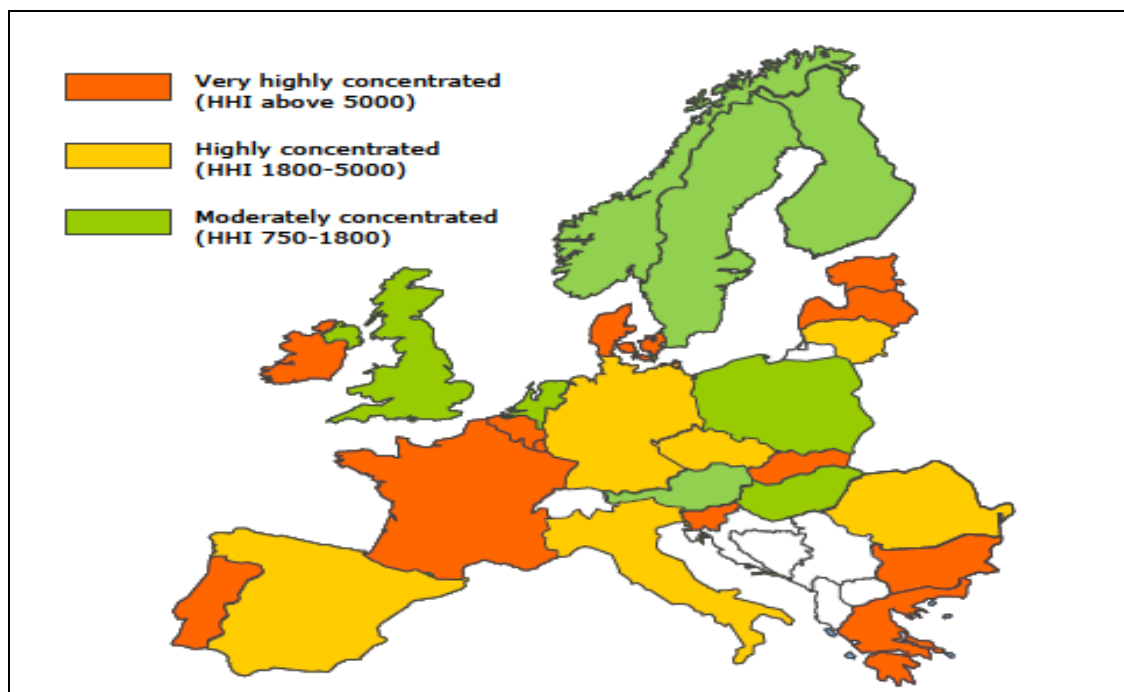 Very highly concentrated
(HHI above 5000)
Highly concentrated
(HHI 1800-5000)
Moderately concentrated
(HHI 750-1800)